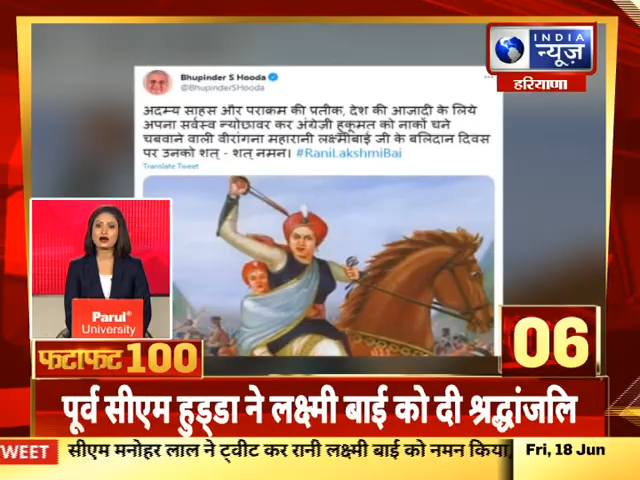 INDIA
न्यूज़
हरियाणा
Bhupinder S Hooda
@BhupinderSHooda
अदम्य साहस और पराक्रम की प्रतीक, देश की आज़ादी के लिये
अपना सर्वस्व न्योछावर कर अंग्रेज़ी हुकूमत को नाकों चने
चबवाने वाली वीरांगना महारानी लक्ष्मीबाई जी के बलिदान दिवस
पर उनको शत् - शत् नमन। #RaniLakshmiBai
Translate Tweet
Parul®
University
फटाफट 100
06
पूर्व सीएम हुड्डा ने लक्ष्मी बाई को दी श्रद्धांजलि
TWEET
सीएम मनोहर लाल ने ट्वीट कर रानी लक्ष्मी बाई को नमन किया,
Fri, 18 Jun